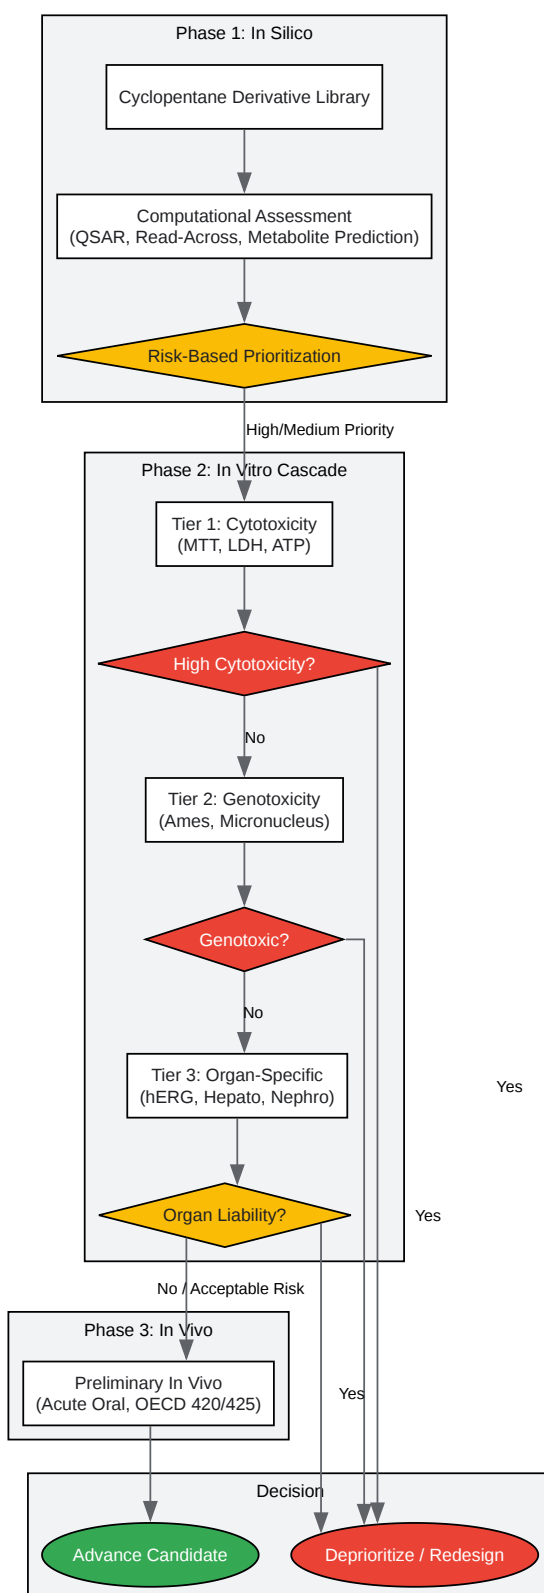 Phase 1: In Silico
Cyclopentane Derivative Library
Computational Assessment
(QSAR, Read-Across, Metabolite Prediction)
Risk-Based Prioritization
High/Medium Priority
Phase 2: In Vitro Cascade
Tier 1: Cytotoxicity
(MTT, LDH, ATP)
High Cytotoxicity?
No
Tier 2: Genotoxicity
(Ames, Micronucleus)
Genotoxic?
No
Tier 3: Organ-Specific
(hERG, Hepato, Nephro)
Yes
Organ Liability?
Yes
No / Acceptable Risk
Phase 3: In Vivo
Preliminary In Vivo
(Acute Oral, OECD 420/425)
Yes
Decision
Advance Candidate
Deprioritize / Redesign